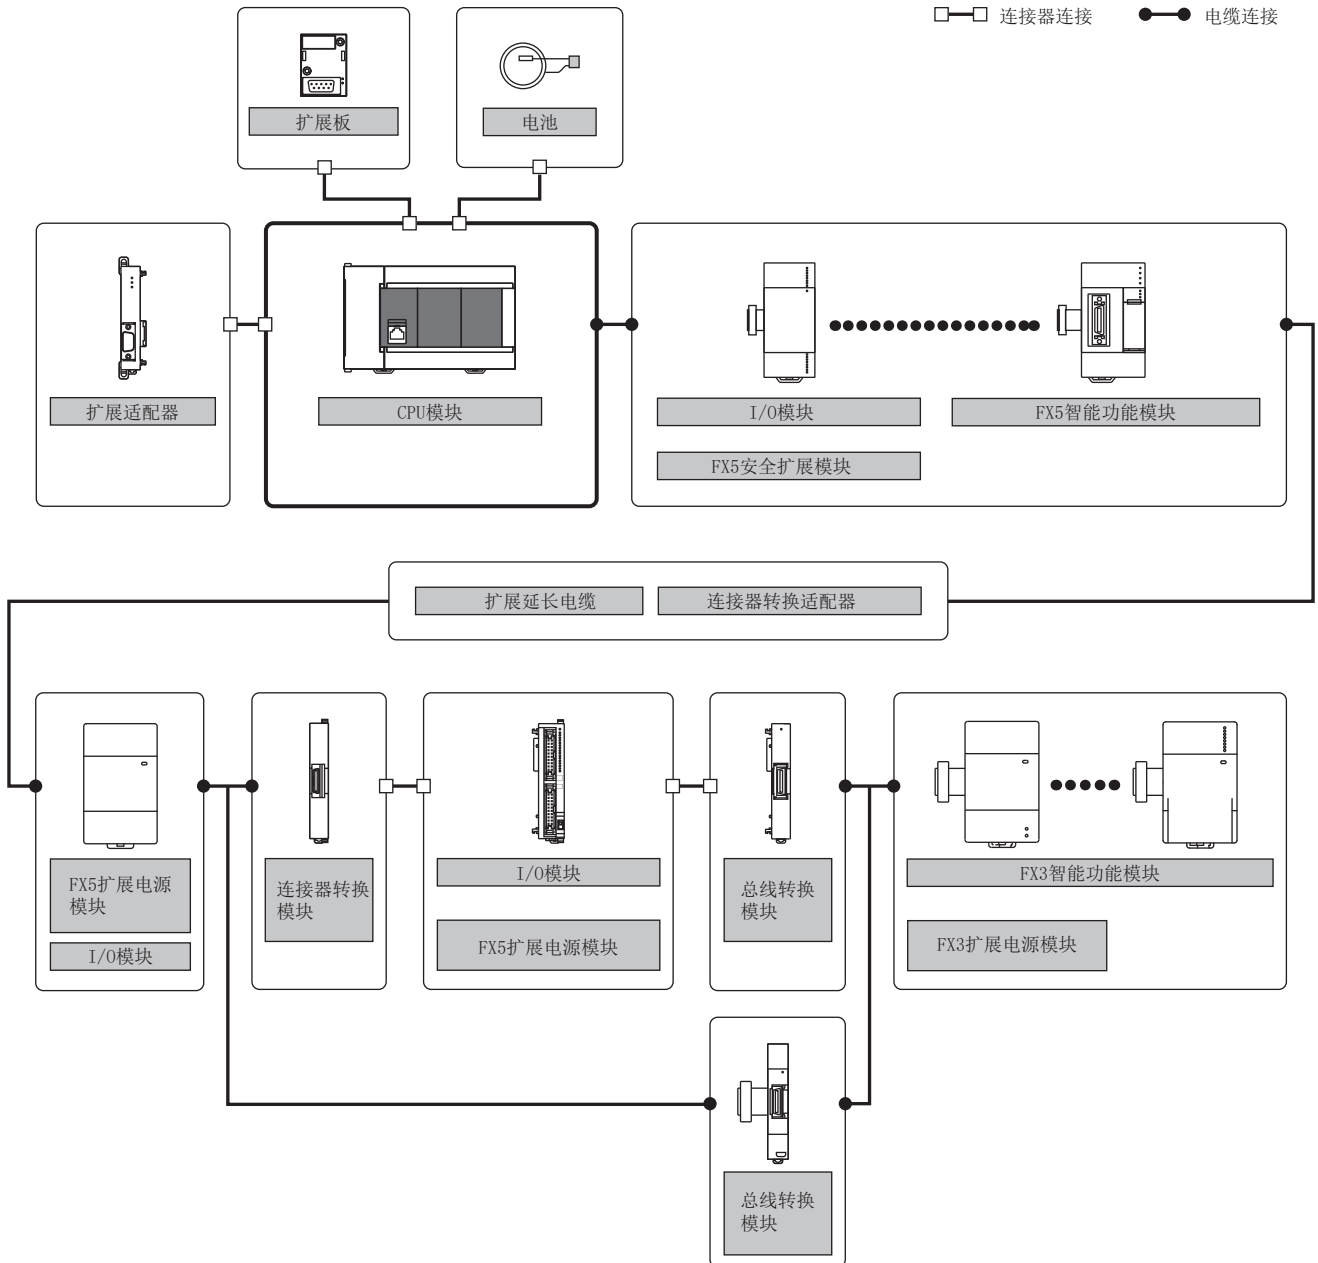 连接器连接
电缆连接
扩展板
电池
扩展适配器
CPU模块
I/O模块
FX5智能功能模块
FX5安全扩展模块
扩展延长电缆
连接器转换适配器
FX5扩展电源
模块
I/O模块
连接器转换
模块
I/O模块
FX5扩展电源模块
总线转换
模块
FX3智能功能模块
FX3扩展电源模块
总线转换
模块